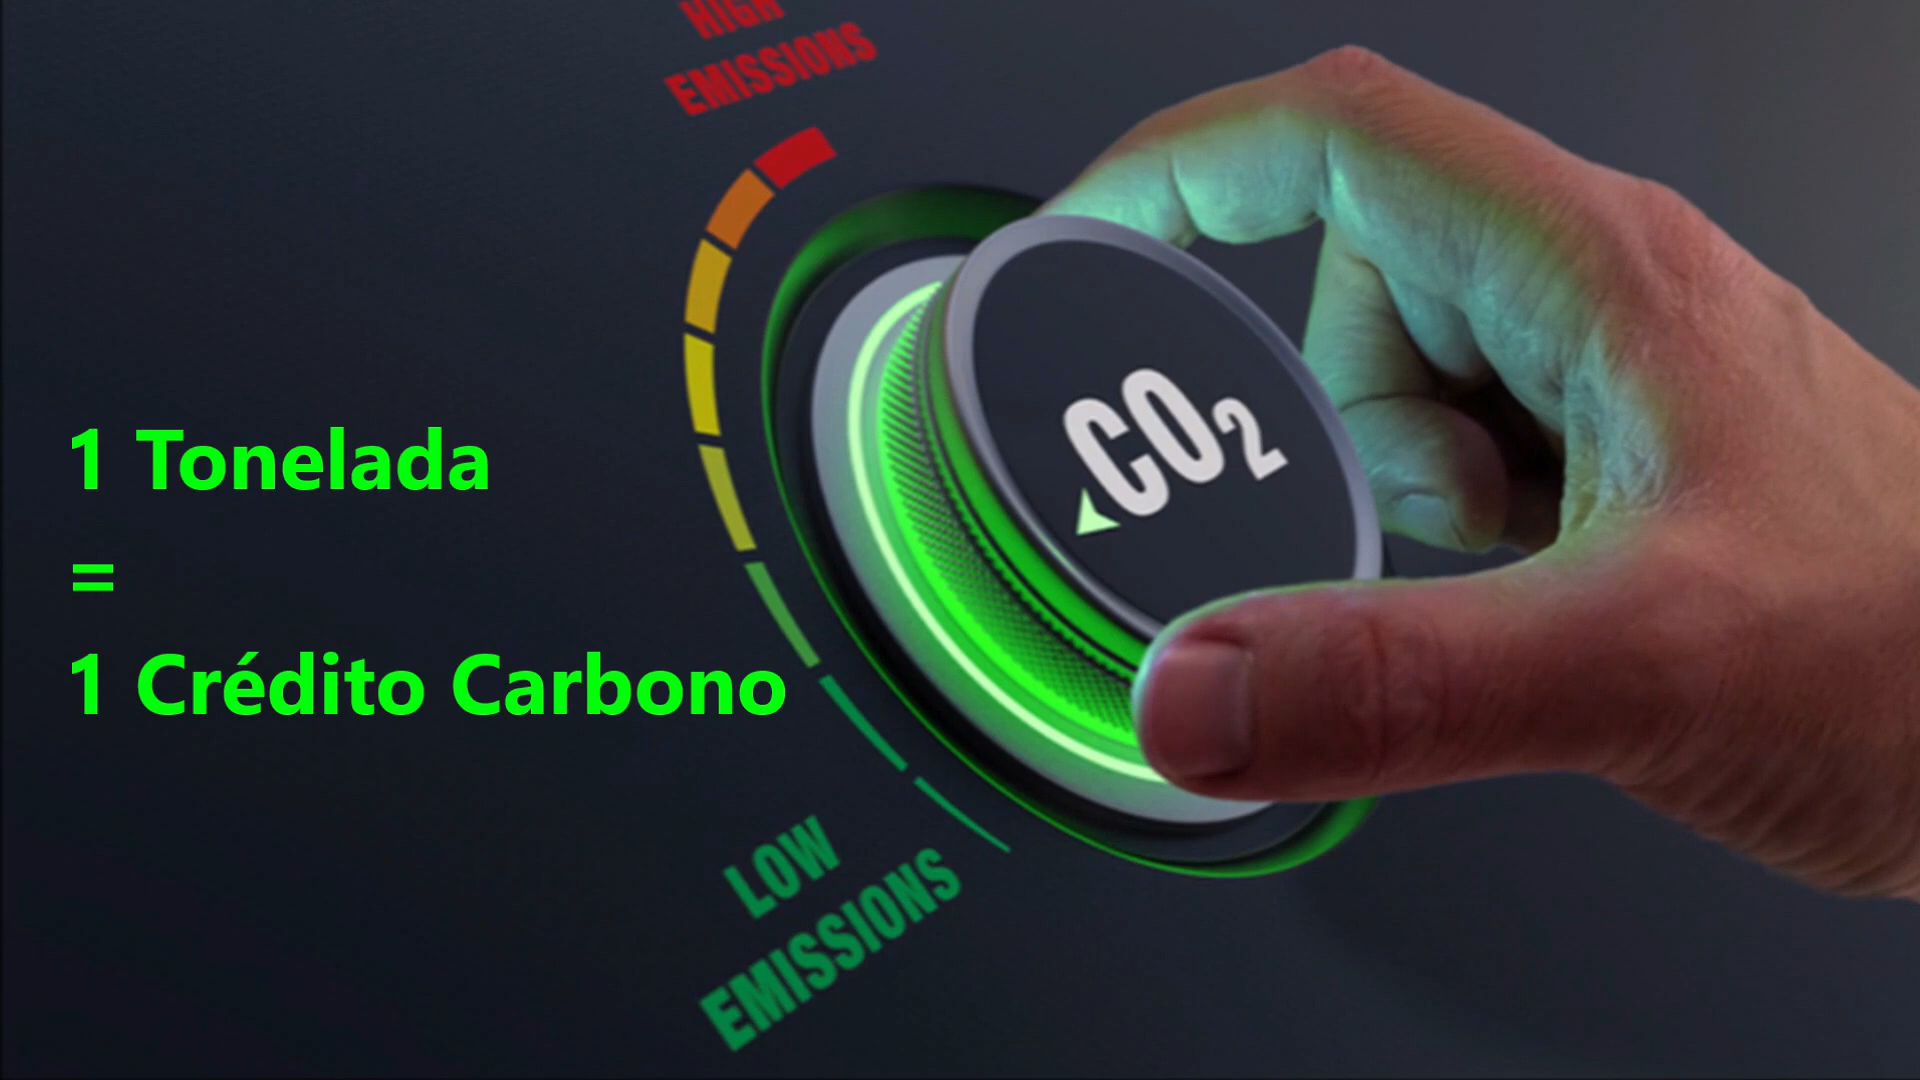 HIGH
EMISSIONS
CO₂
1 Tonelada
=
1 Crédito Carbono
LOW
EMISSIONS